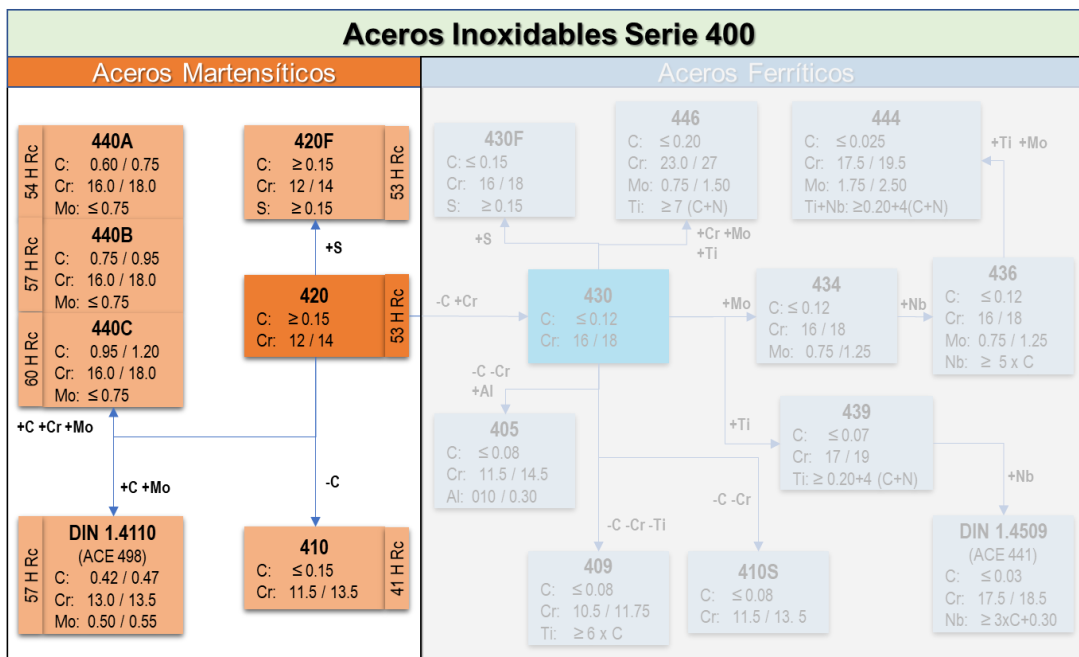 Aceros Inoxidables Serie 400
Aceros Martensíticos
Aceros Ferríticos
440A
C: 0.60 / 0.75
Cr: 16.0 / 18.0
Mo: ≤ 0.75
54 H Rc
440B
C: 0.75 / 0.95
Cr: 16.0 / 18.0
Mo: ≤ 0.75
57 H Rc
440C
C: 0.95 / 1.20
Cr: 16.0 / 18.0
Mo: ≤ 0.75
60 H Rc
+C +Cr +Mo
+C +Mo
DIN 1.4110
(ACE 498)
C: 0.42 / 0.47
Cr: 13.0 / 13.5
Mo: 0.50 / 0.55
57 H Rc
420F
C: ≥ 0.15
Cr: 12 / 14
S: ≥ 0.15
53 H Rc
+S
420
C: ≥ 0.15
Cr: 12 / 14
53 H Rc
-C
410
C: ≤ 0.15
Cr: 11.5 / 13.5
41 H Rc
-C +Cr
430F
C: ≤ 0.15
Cr: 16 / 18
S: ≥ 0.15
+S
446
C: ≤ 0.20
Cr: 23.0 / 27
Mo: 0.75 / 1.50
Ti: ≥ 7 (C+N)
+Cr +Mo
+Ti
444
C: ≤ 0.025
Cr: 17.5 / 19.5
Mo: 1.75 / 2.50
Ti+Nb: ≥0.20+4(C+N)
+Ti +Mo
430
C: ≤ 0.12
Cr: 16 / 18
+Mo
434
C: ≤ 0.12
Cr: 16 / 18
Mo: 0.75 /1.25
+Nb
436
C: ≤ 0.12
Cr: 16 / 18
Mo: 0.75 / 1.25
Nb: ≥ 5 x C
-C -Cr
+Al
405
C: ≤ 0.08
Cr: 11.5 / 14.5
Al: 010 / 0.30
+Ti
439
C: ≤ 0.07
Cr: 17 / 19
Ti: ≥ 0.20+4 (C+N)
+Nb
-C -Cr -Ti
409
C: ≤ 0.08
Cr: 10.5 / 11.75
Ti: ≥ 6 x C
-C -Cr
410S
C: ≤ 0.08
Cr: 11.5 / 13. 5
DIN 1.4509
(ACE 441)
C: ≤ 0.03
Cr: 17.5 / 18.5
Nb: ≥ 3xC+0.30